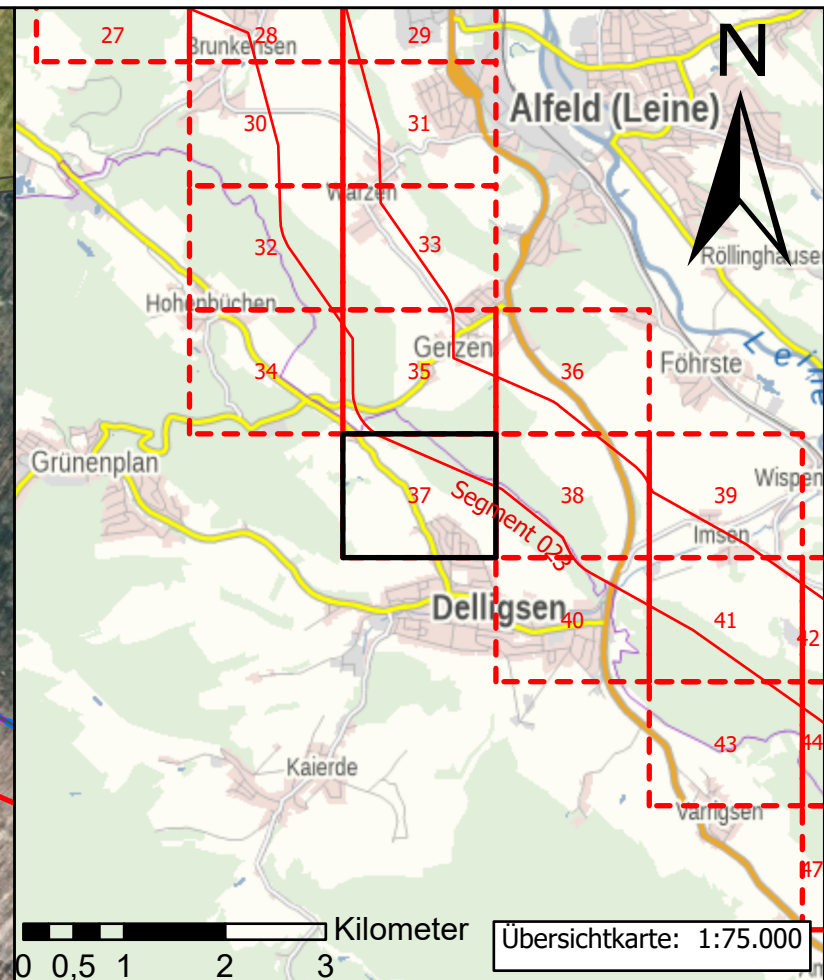 27
28
29
Brunkensen
N
Alfeld (Leine)
30
31
Warzen
32
33
Röllinghausen
Hohenbüchen
Leine
34
35
Gerzen
36
Föhrste
Grünenplan
37
Segment 023
38
39
Wispen
Imsen
Delligsen
40
41
42
43
44
Kaierde
Varrigsen
47
Kilometer
0 0,5 1 2 3
Übersichtkarte: 1:75.000